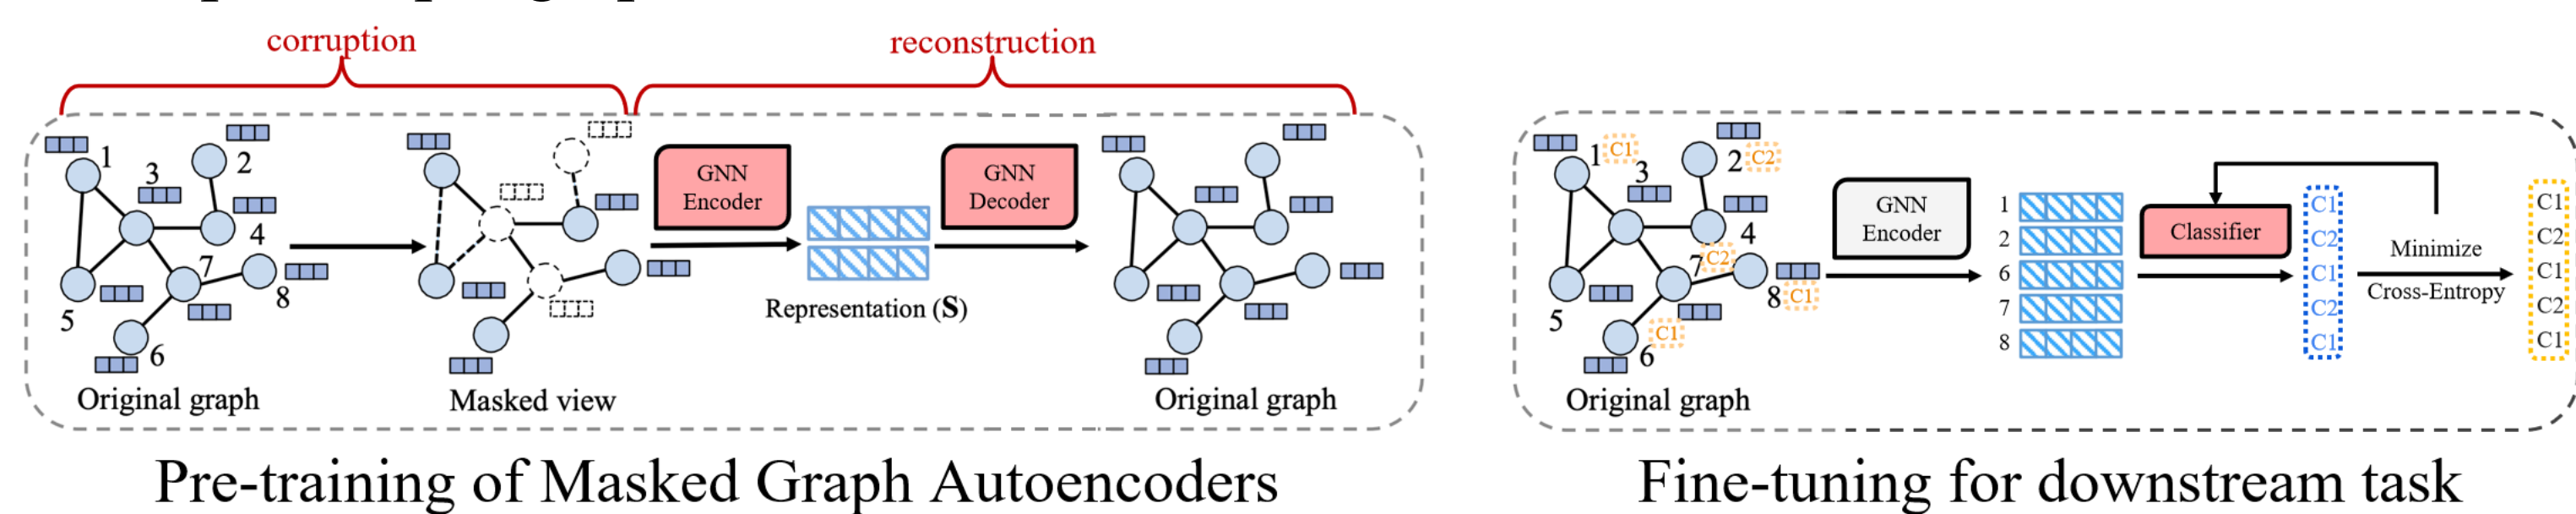 corruption
reconstruction
1
2
3
4
5
6
7
8
Original graph
Masked view
GNN
Encoder
Representation (S)
GNN
Decoder
Original graph
Pre-training of Masked Graph Autoencoders
1 C1
2 C2
3
4
5
6 C1
7 C2
8 C1
Original graph
GNN
Encoder
1
2
6
7
8
Classifier
C1
C2
C1
C2
C1
Minimize
Cross-Entropy
C1
C2
C1
C2
C1
Fine-tuning for downstream task